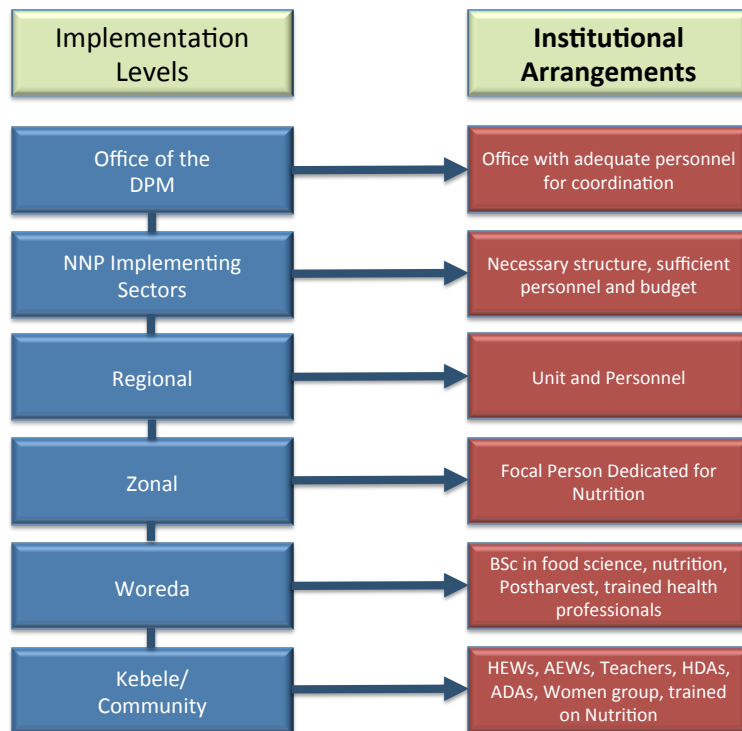 Implementation
Levels
Institutional
Arrangements
Office of the
DPM
Office with adequate personnel
for coordination
NNP Implementing
Sectors
Necessary structure, sufficient
personnel and budget
Regional
Unit and Personnel
Zonal
Focal Person Dedicated for
Nutrition
Woreda
BSc in food science, nutrition,
Postharvest, trained health
professionals
Kebele/
Community
HEWs, AEWs, Teachers, HDAs,
ADAs, Women group, trained
on Nutrition